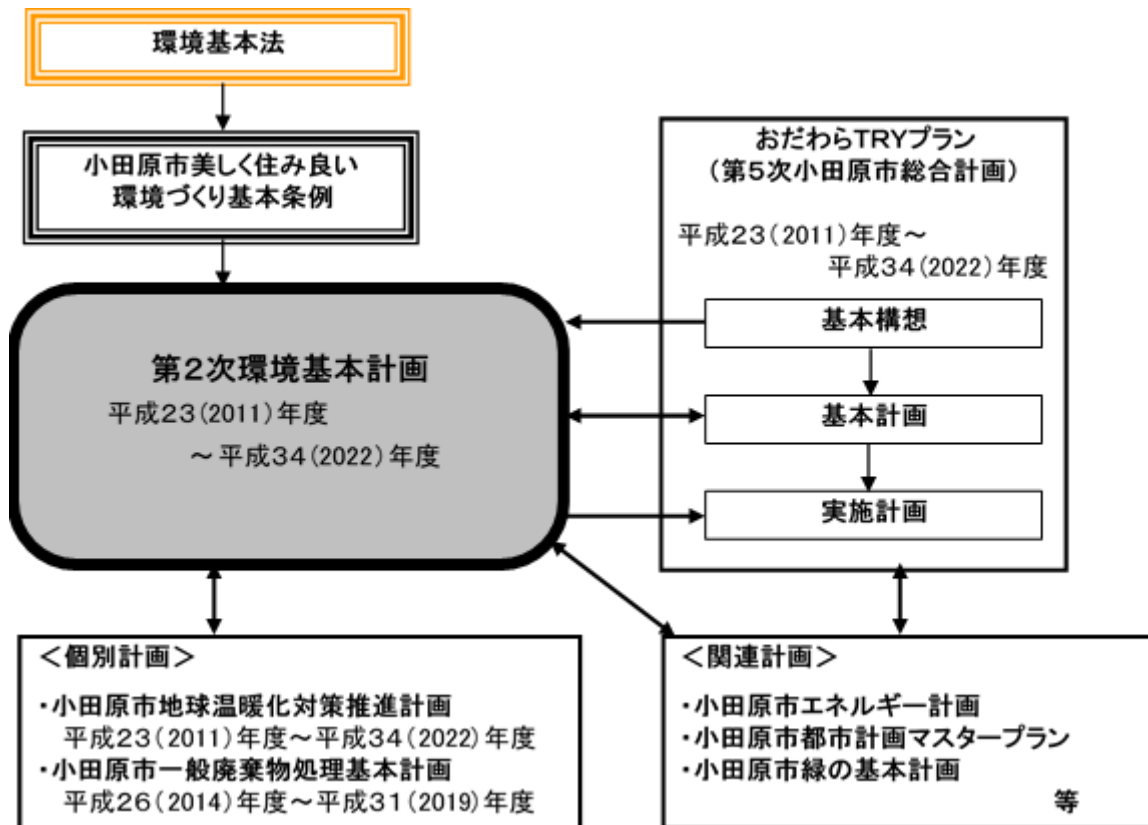 環境基本法
小田原市美しく住み良い
環境づくり基本条例
第2次環境基本計画
平成23(2011)年度
～平成34(2022)年度
おだわらTRYプラン
(第5次小田原市総合計画)
平成23(2011)年度～
平成34(2022)年度
基本構想
基本計画
実施計画
＜個別計画＞
・小田原市地球温暖化対策推進計画
平成23(2011)年度～平成34(2022)年度
・小田原市一般廃棄物処理基本計画
平成26(2014)年度～平成31(2019)年度
＜関連計画＞
・小田原市エネルギー計画
・小田原市都市計画マスタープラン
・小田原市緑の基本計画
等